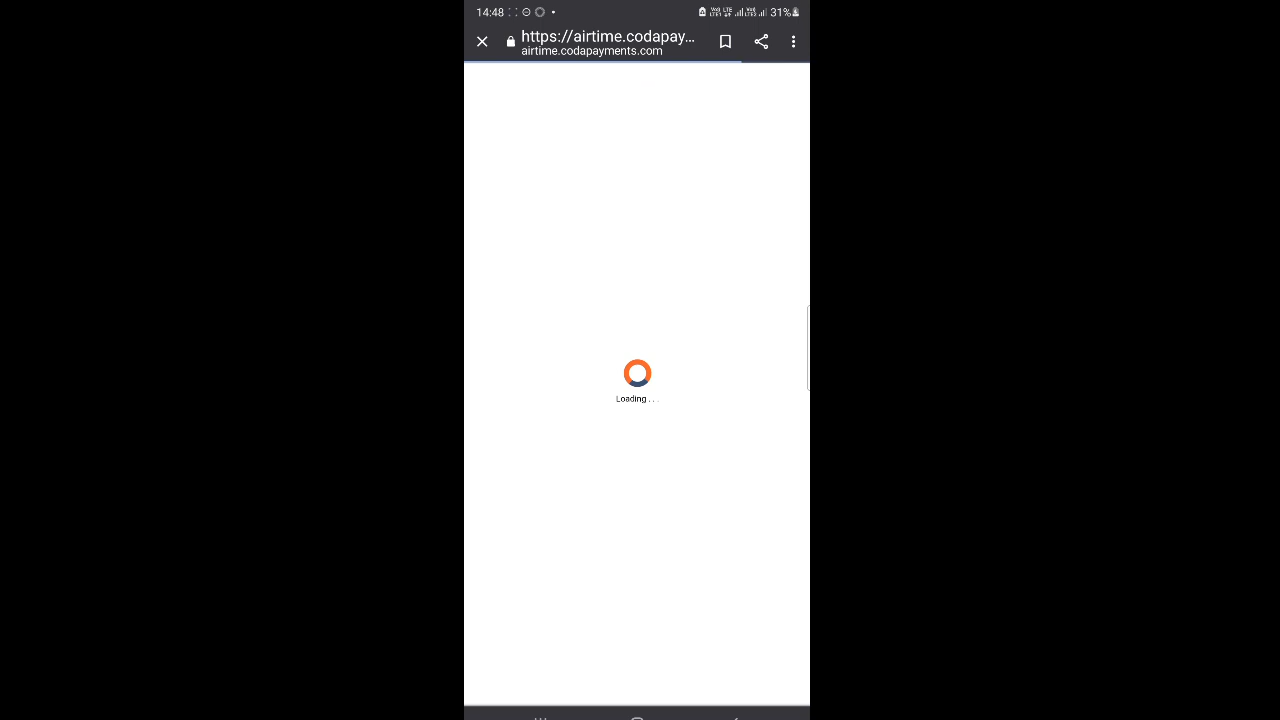 14:48 31%
https://airtime.codapay...
airtime.codapayments.com
Loading . . .